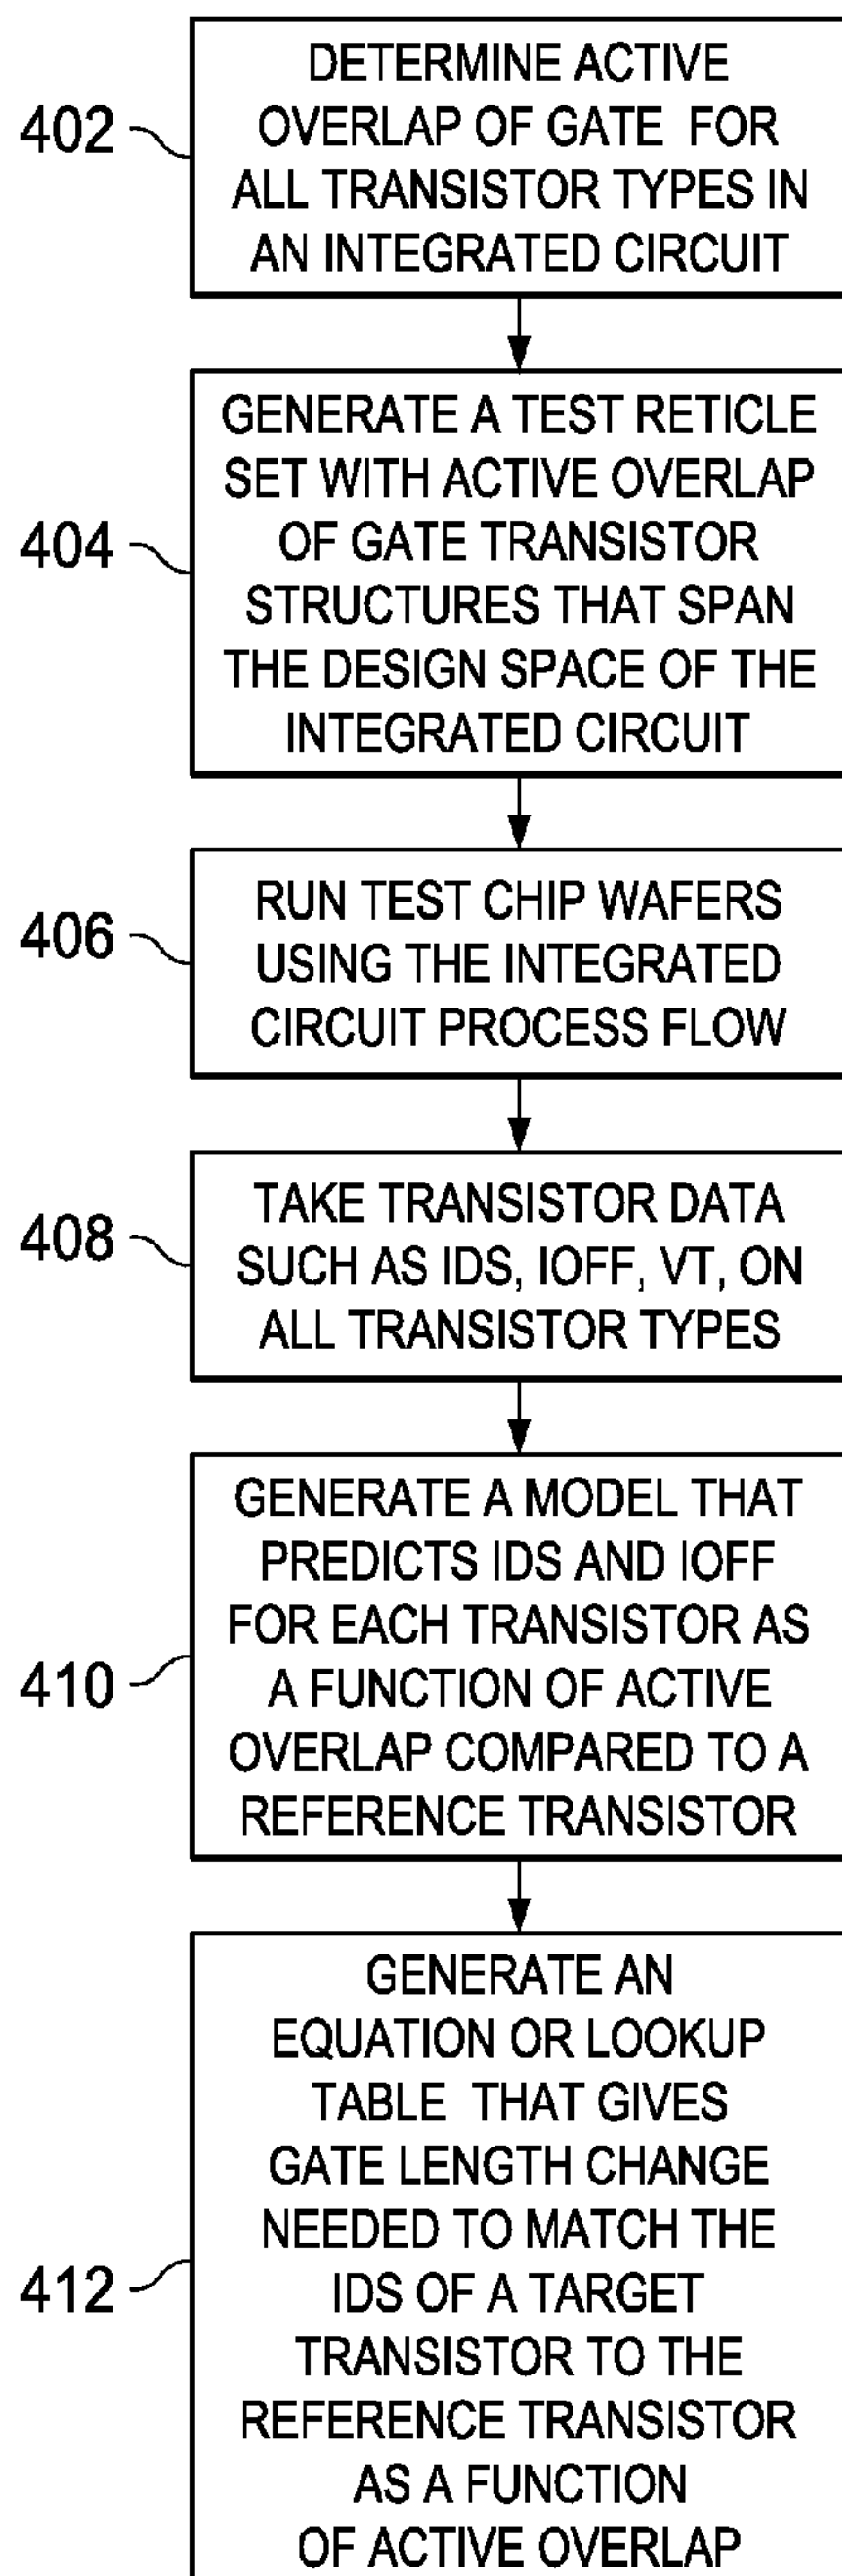 402
DETERMINE ACTIVE
OVERLAP OF GATE FOR
ALL TRANSISTOR TYPES IN
AN INTEGRATED CIRCUIT
404
GENERATE A TEST RETICLE
SET WITH ACTIVE OVERLAP
OF GATE TRANSISTOR
STRUCTURES THAT SPAN
THE DESIGN SPACE OF THE
INTEGRATED CIRCUIT
406
RUN TEST CHIP WAFERS
USING THE INTEGRATED
CIRCUIT PROCESS FLOW
408
TAKE TRANSISTOR DATA
SUCH AS IDS, IOFF, VT, ON
ALL TRANSISTOR TYPES
410
GENERATE A MODEL THAT
PREDICTS IDS AND IOFF
FOR EACH TRANSISTOR AS
A FUNCTION OF ACTIVE
OVERLAP COMPARED TO A
REFERENCE TRANSISTOR
412
GENERATE AN
EQUATION OR LOOKUP
TABLE THAT GIVES
GATE LENGTH CHANGE
NEEDED TO MATCH THE
IDS OF A TARGET
TRANSISTOR TO THE
REFERENCE TRANSISTOR
AS A FUNCTION
OF ACTIVE OVERLAP